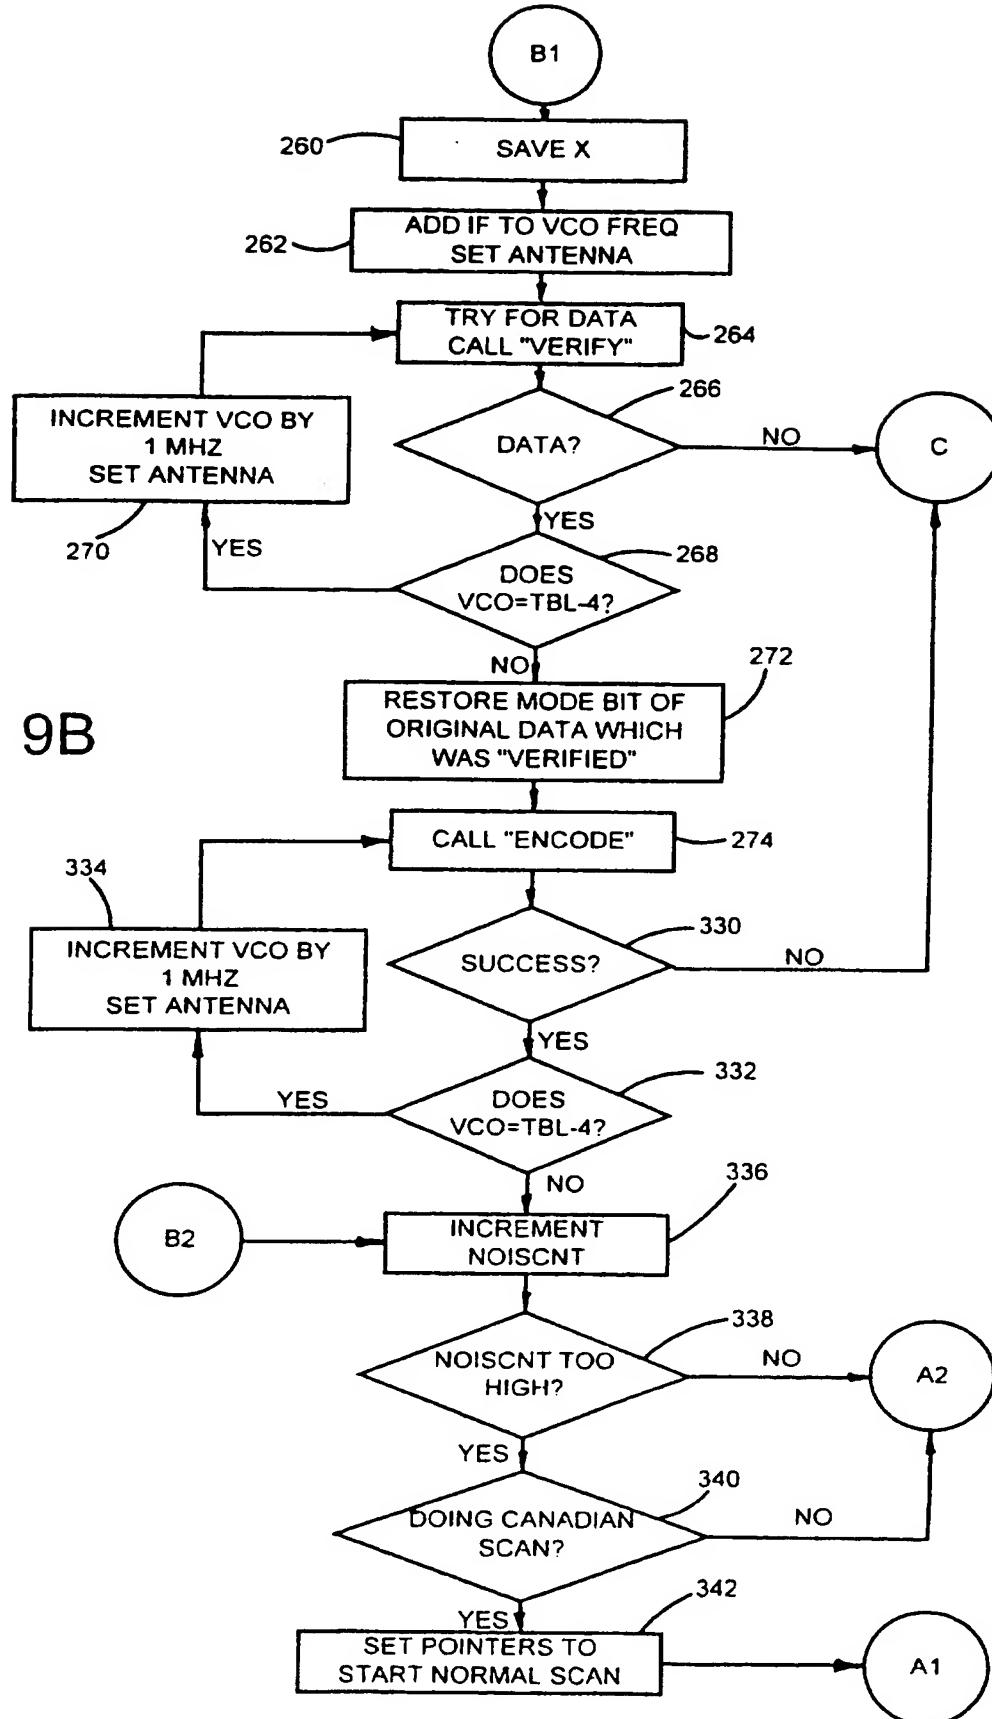 B1
260
SAVE X
262
ADD IF TO VCO FREQ
SET ANTENNA
TRY FOR DATA
CALL "VERIFY"
264
266
INCREMENT VCO BY
1 MHZ
SET ANTENNA
DATA?
NO
C
YES
270
YES
268
DOES
VCO=TBL-4?
NO
272
RESTORE MODE BIT OF
ORIGINAL DATA WHICH
WAS "VERIFIED"
9B
CALL "ENCODE"
274
334
330
INCREMENT VCO BY
1 MHZ
SET ANTENNA
SUCCESS?
NO
YES
332
YES
DOES
VCO=TBL-4?
NO
336
B2
INCREMENT
NOISCNT
338
NOISCNT TOO
HIGH?
NO
A2
YES
340
DOING CANADIAN
SCAN?
NO
342
YES
SET POINTERS TO
START NORMAL SCAN
A1